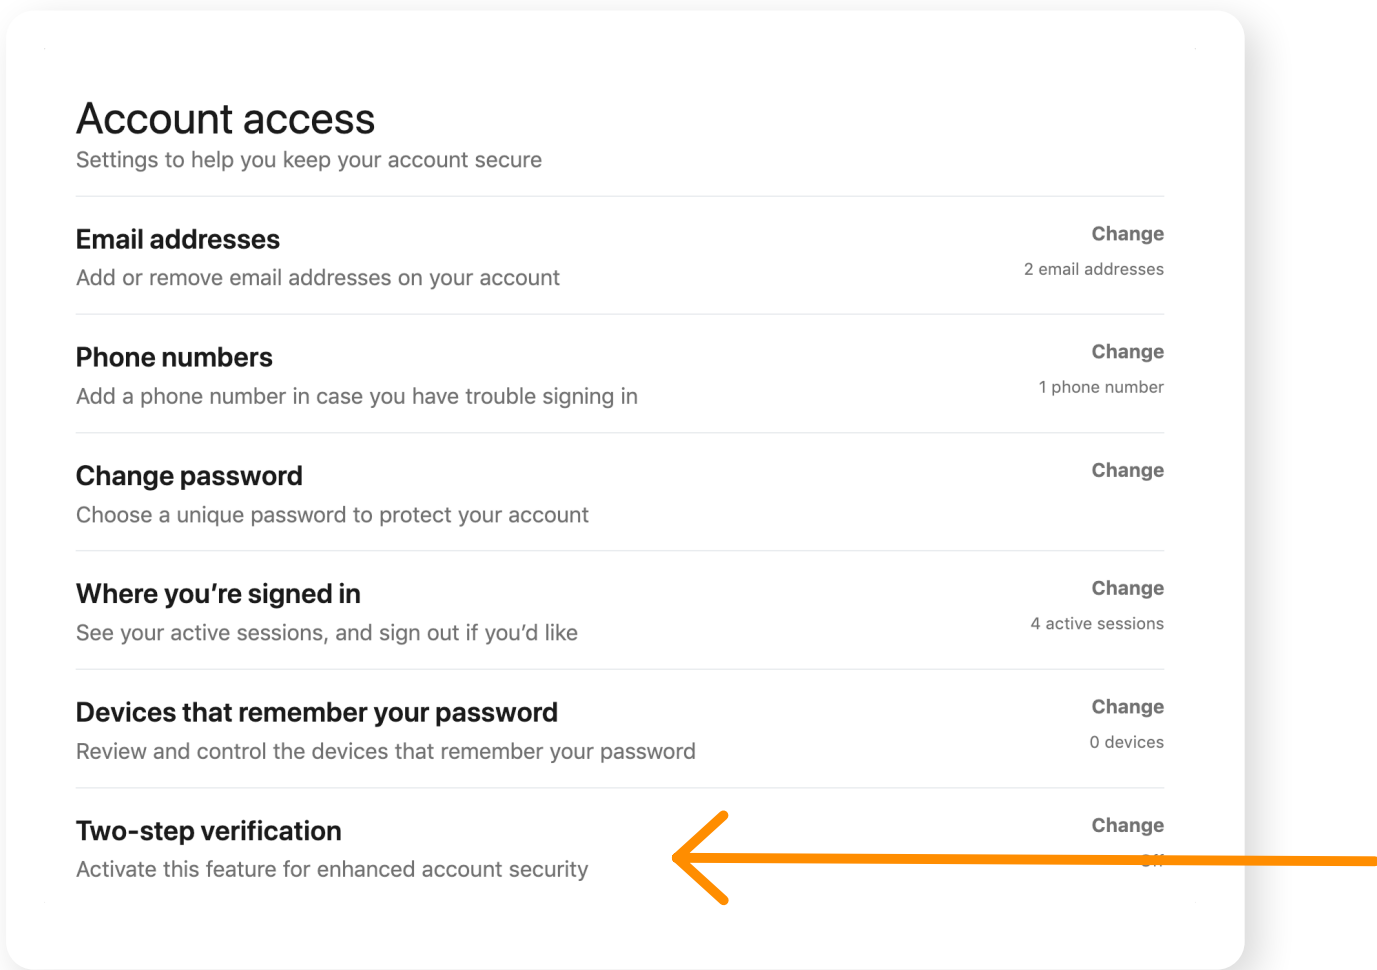 Account access
Settings to help you keep your account secure
Email addresses
Change
Add or remove email addresses on your account
2 email addresses
Phone numbers
Change
Add a phone number in case you have trouble signing in
1 phone number
Change password
Change
Choose a unique password to protect your account
Where you’re signed in
Change
See your active sessions, and sign out if you’d like
4 active sessions
Devices that remember your password
Change
Review and control the devices that remember your password
0 devices
Two-step verification
Change
Activate this feature for enhanced account security
Off